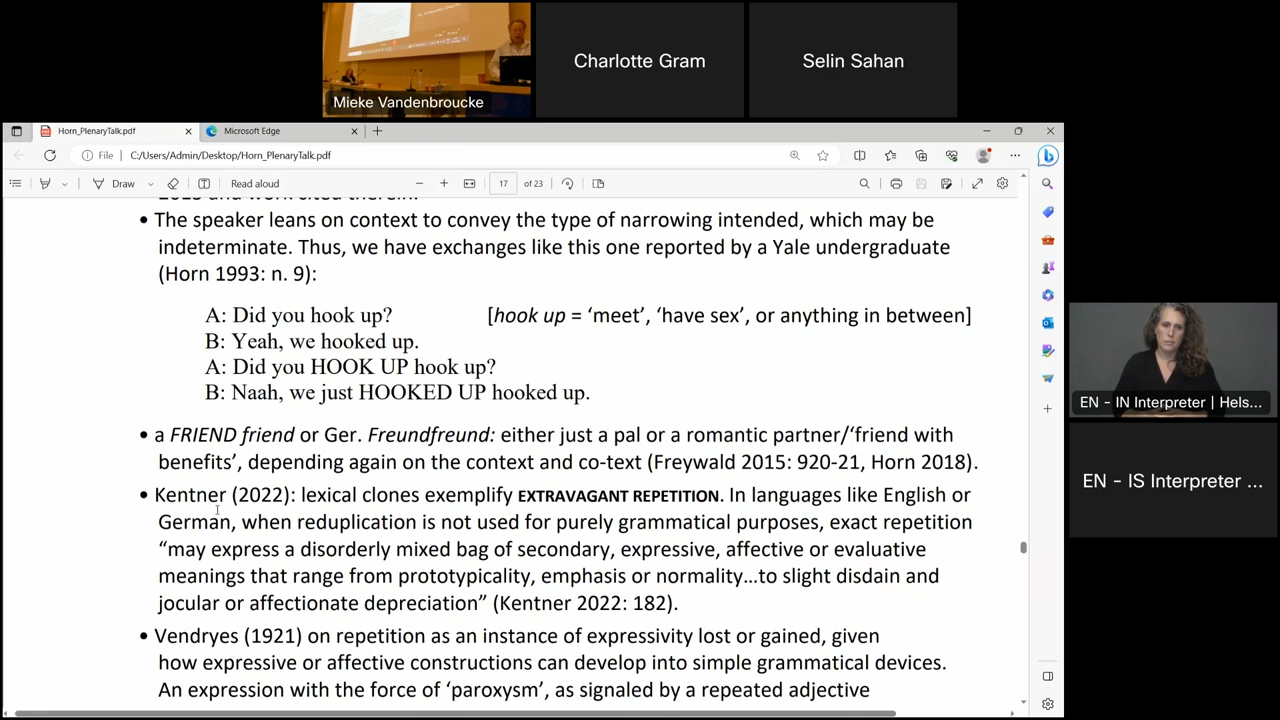 Mieke Vandenbroucke
Charlotte Gram
Selin Sahan
Horn_PlenaryTalk.pdf
Microsoft Edge
File
C:/Users/Admin/Desktop/Horn_PlenaryTalk.pdf
Draw
Read aloud
17
of 23
2015 and work cited therein.
• The speaker leans on context to convey the type of narrowing intended, which may be
indeterminate. Thus, we have exchanges like this one reported by a Yale undergraduate
(Horn 1993: n. 9):
A: Did you hook up? [hook up = ‘meet’, ‘have sex’, or anything in between]
B: Yeah, we hooked up.
A: Did you HOOK UP hook up?
B: Naah, we just HOOKED UP hooked up.
• a FRIEND friend or Ger. Freundfreund: either just a pal or a romantic partner/‘friend with
benefits’, depending again on the context and co-text (Freywald 2015: 920-21, Horn 2018).
• Kentner (2022): lexical clones exemplify EXTRAVAGANT REPETITION. In languages like English or
German, when reduplication is not used for purely grammatical purposes, exact repetition
“may express a disorderly mixed bag of secondary, expressive, affective or evaluative
meanings that range from prototypicality, emphasis or normality…to slight disdain and
jocular or affectionate depreciation” (Kentner 2022: 182).
• Vendryes (1921) on repetition as an instance of expressivity lost or gained, given
how expressive or affective constructions can develop into simple grammatical devices.
An expression with the force of ‘paroxysm’, as signaled by a repeated adjective
EN - IN Interpreter | Hels...
EN - IS Interpreter ...